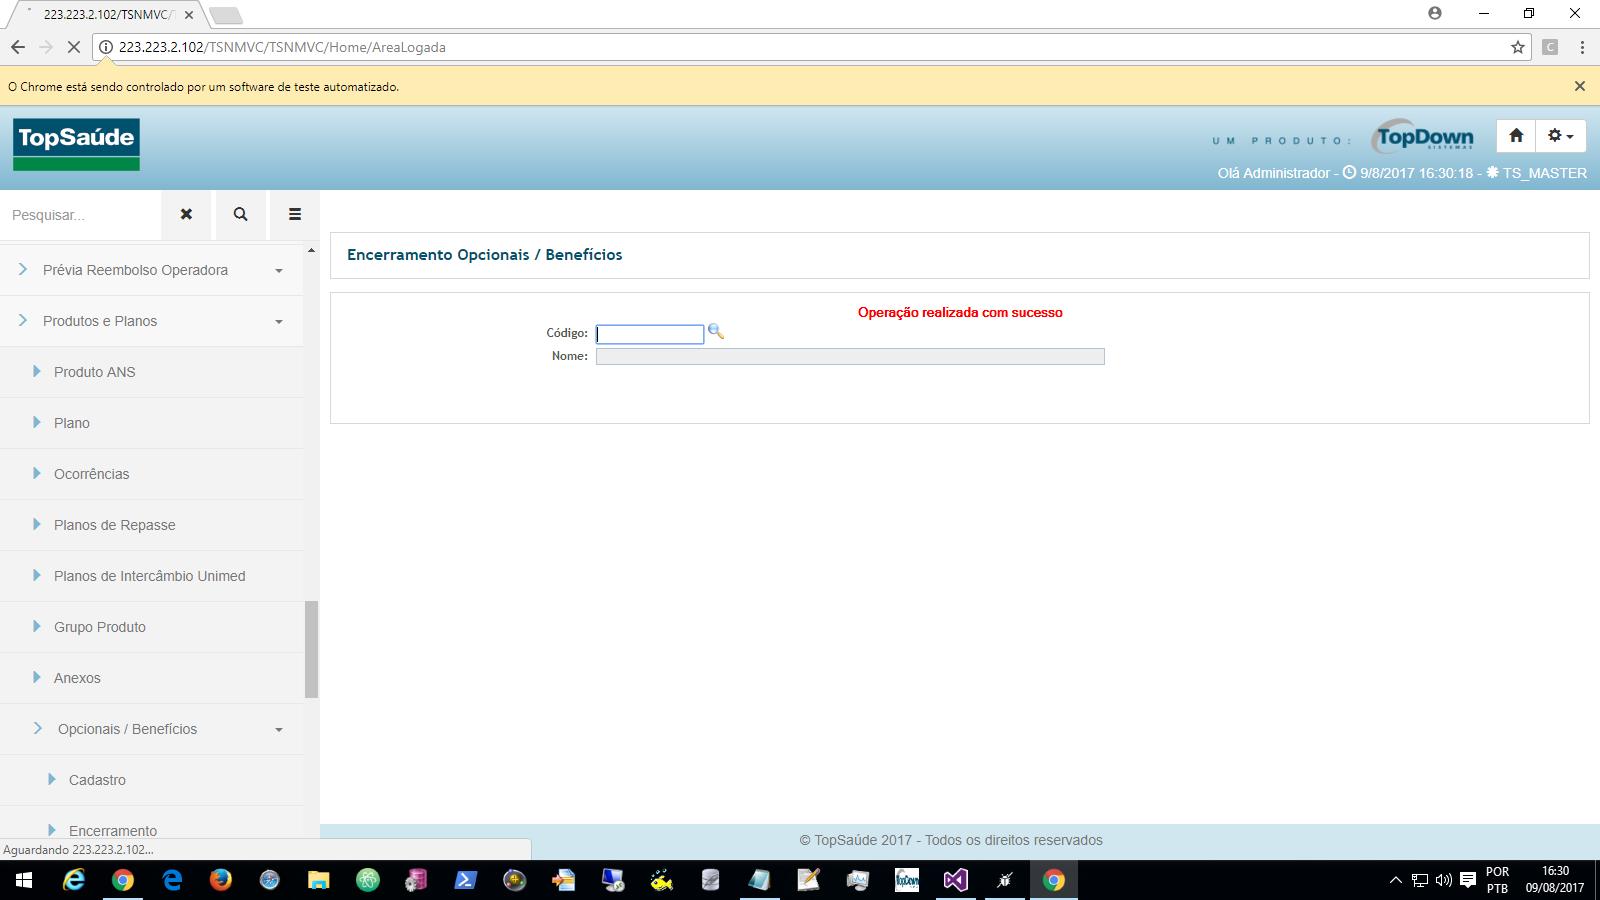 223.223.2.102/TSNMVC/T
223.223.2.102/TSNMVC/TSNMVC/Home/AreaLogada
C
O Chrome está sendo controlado por um software de teste automatizado.
TopSaúde
UM PRODUTO:
TopDown
SISTEMAS
Olá Administrador - 9/8/2017 16:30:18 - TS_MASTER
Pesquisar...
Prévia Reembolso Operadora
Produtos e Planos
Produto ANS
Plano
Ocorrências
Planos de Repasse
Planos de Intercâmbio Unimed
Grupo Produto
Anexos
Opcionais / Benefícios
Cadastro
Encerramento
Encerramento Opcionais / Benefícios
Operação realizada com sucesso
Código:
Nome:
© TopSaúde 2017 - Todos os direitos reservados
Aguardando 223.223.2.102...
TopDown
POR
PTB
16:30
09/08/2017